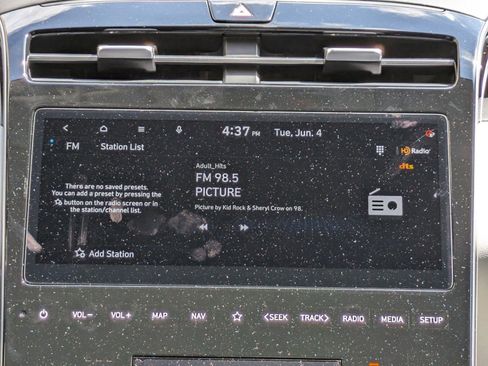 4:37 PM Tue, Jun. 4
FM Station List
HD Radio
dts
Adult_Hits
FM 98.5
PICTURE
Picture by Kid Rock & Sheryl Crow on 98.
There are no saved presets.
You can add a preset by pressing the
☆ button on the radio screen or in
the station/channel list.
Add Station
VOL− VOL+ MAP NAV ☆ <SEEK TRACK> RADIO MEDIA SETUP